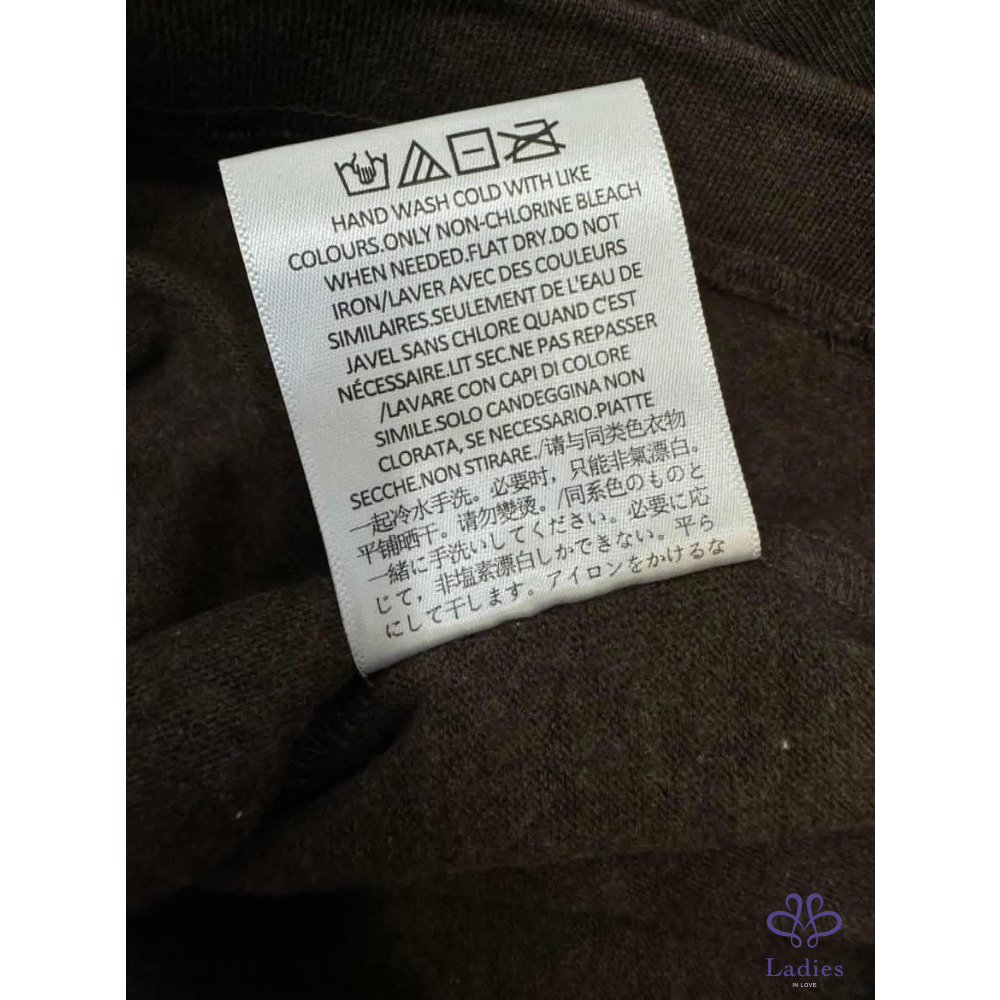 HAND WASH COLD WITH LIKE
COLOURS.ONLY NON-CHLORINE BLEACH
WHEN NEEDED.FLAT DRY.DO NOT
IRON/LAVER AVEC DES COULEURS
SIMILAIRES.SEULEMENT DE L'EAU DE
JAVEL SANS CHLORE QUAND C'EST
NÉCESSAIRE.LIT SEC.NE PAS REPASSER
/LAVARE CON CAPI DI COLORE
SIMILE.SOLO CANDEGGINA NON
CLORATA, SE NECESSARIO.PIATTE
SECCHE.NON STIRARE./请与同类色衣物
一起冷水手洗。必要时，只能非氯漂白。
平铺晒干。请勿變烫。/同系色のものと
一緒に手洗いしてください。必要に応
じて，非塩素漂白しかできない。平ら
にして干します。アイロンをかけるな
Ladies
IN LOVE